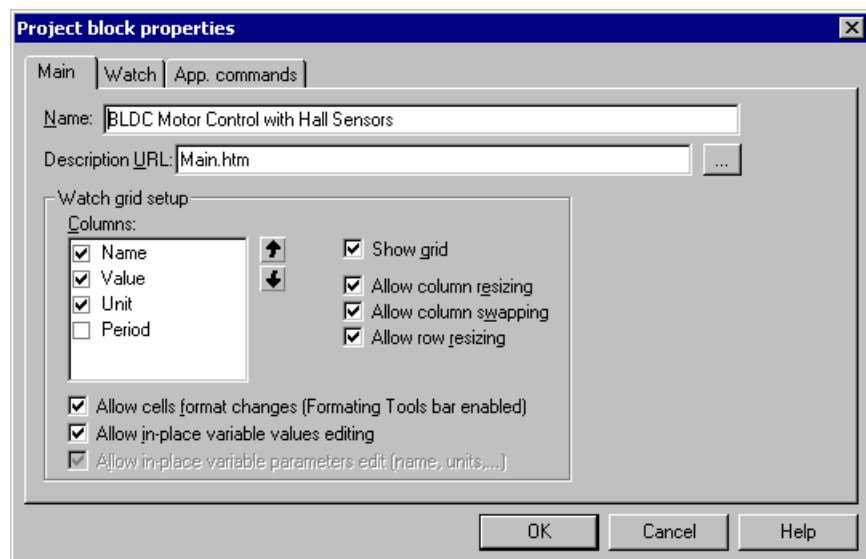 Project block properties
Main Watch App. commands
Name: BLDC Motor Control with Hall Sensors
Description URL: Main.htm ...
Watch grid setup
Columns:
Name
Value
Unit
Period
Show grid
Allow column resizing
Allow column swapping
Allow row resizing
Allow cells format changes (Formating Tools bar enabled)
Allow in-place variable values editing
Allow in-place variable parameters edit (name, units,...)
OK Cancel Help